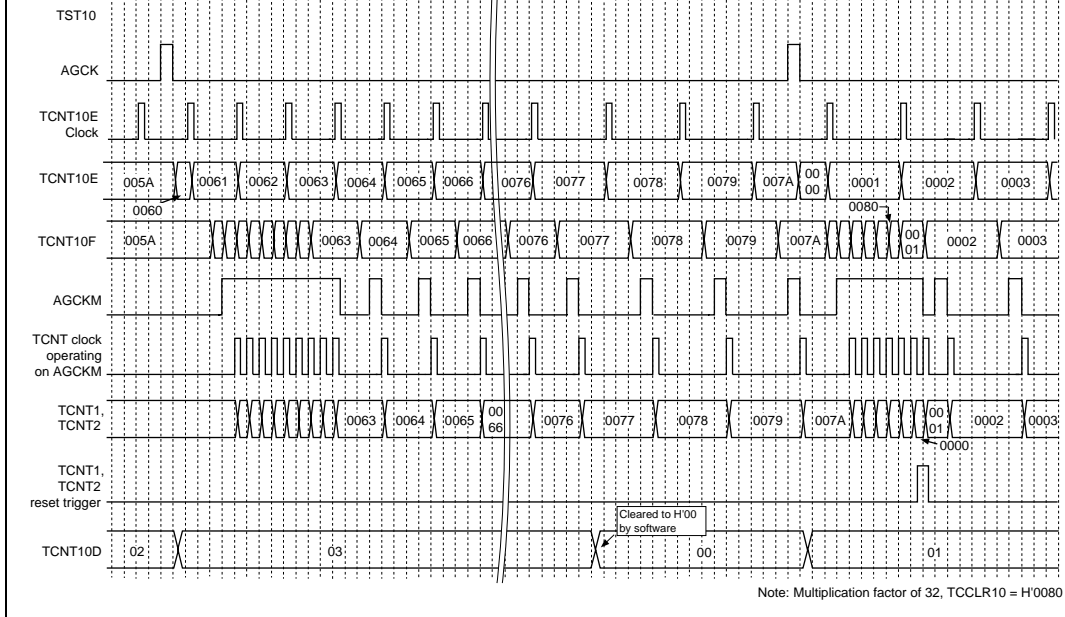 TST10
AGCK
TCNT10E
Clock
TCNT10E
005A
0061
0062
0063
0064
0065
0066
0076
0077
0078
0079
007A
00
00
0001
0002
0003
0060
0080
TCNT10F
005A
0063
0064
0065
0066
0076
0077
0078
0079
007A
00
01
0002
0003
AGCKM
TCNT clock
operating
on AGCKM
TCNT1,
TCNT2
0063
0064
0065
00
66
0076
0077
0078
0079
007A
00
01
0002
0003
0000
TCNT1,
TCNT2
reset trigger
Cleared to H'00
by software
TCNT10D
02
03
00
01
Note: Multiplication factor of 32, TCCLR10 = H'0080